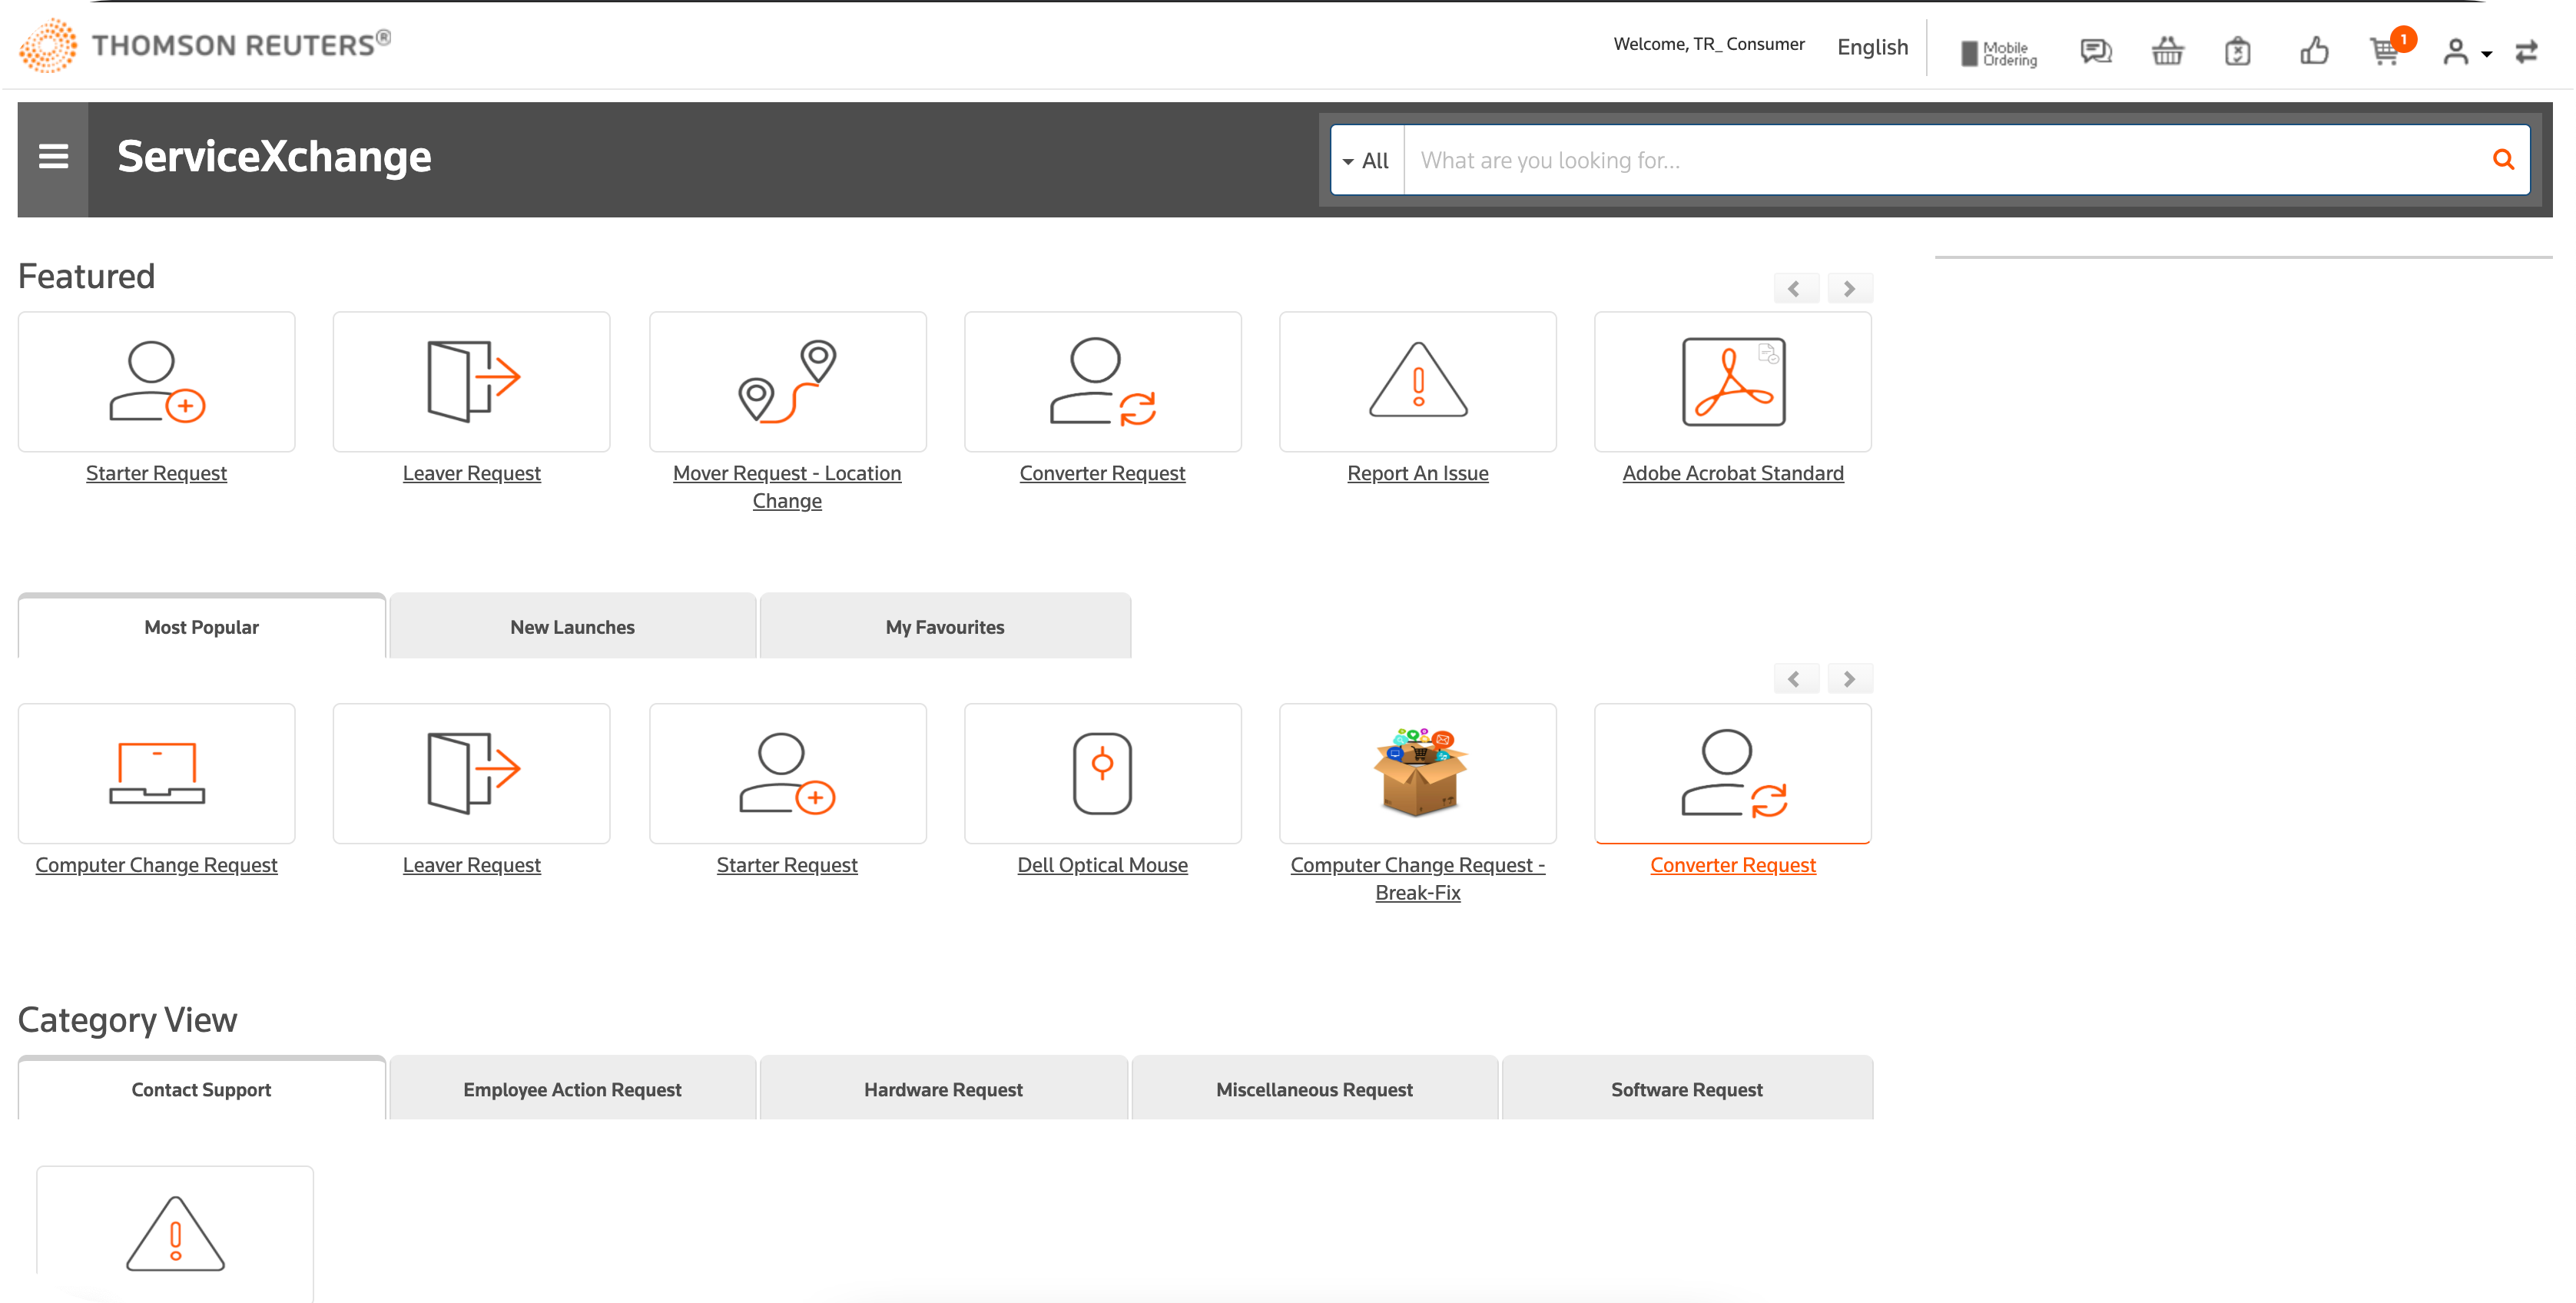 THOMSON REUTERS®
Welcome, TR_ Consumer
English
Mobile
Ordering
1
ServiceXchange
All
What are you looking for...
Featured
Starter Request
Leaver Request
Mover Request - Location
Change
Converter Request
Report An Issue
Adobe Acrobat Standard
Most Popular
New Launches
My Favourites
Computer Change Request
Leaver Request
Starter Request
Dell Optical Mouse
Computer Change Request -
Break-Fix
Converter Request
Category View
Contact Support
Employee Action Request
Hardware Request
Miscellaneous Request
Software Request